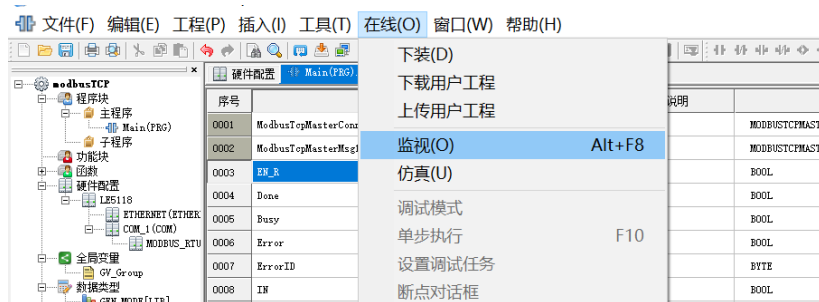 文件(F) 编辑(E) 工程(P) 插入(I) 工具(T) 在线(O) 窗口(W) 帮助(H)
下装(D)
下载用户工程
上传用户工程
监视(O) Alt+F8
仿真(U)
调试模式
单步执行 F10
设置调试任务
断点对话框
modbusTCP
程序块
主程序
Main(PRG)
子程序
功能块
函数
硬件配置
LE5118
ETHERNET(ETHER
COM_1(COM)
MODBUS_RTU
全局变量
GV_Group
数据类型
硬件配置 Main(PRG)
序号 说明
0001 MODBUSTCPMAST
0002 MODBUSTCPMAST
0003 EN_R BOOL
0004 Done BOOL
0005 Busy BOOL
0006 Error BOOL
0007 ErrorID BYTE
0008 IN BOOL